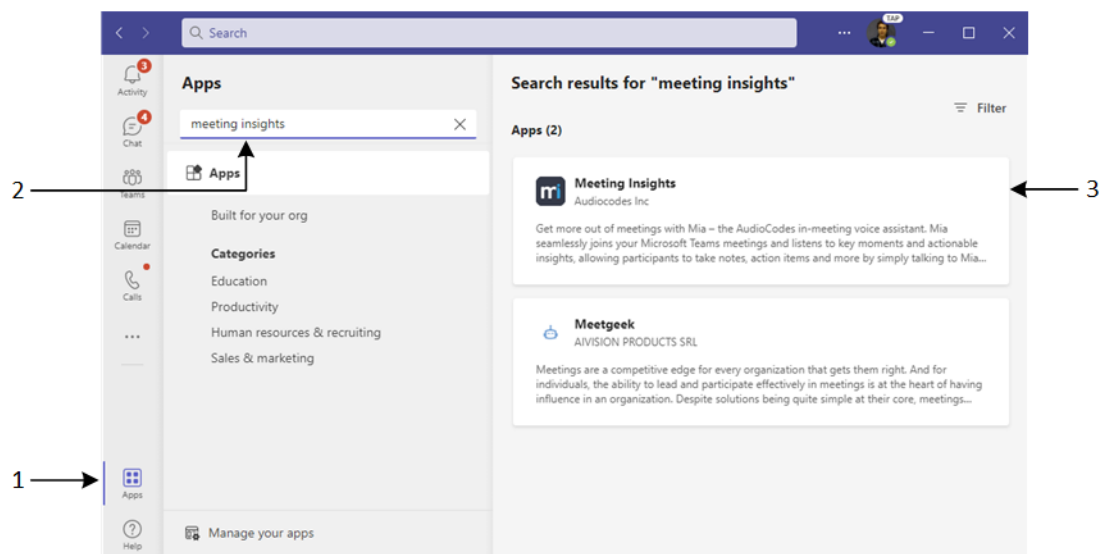 Search
TAP
3
Activity
4
Chat
Teams
Calendar
Calls
Apps
Help
Apps
meeting insights
Apps
Built for your org
Categories
Education
Productivity
Human resources & recruiting
Sales & marketing
Manage your apps
Search results for "meeting insights"
Filter
Apps (2)
mi
Meeting Insights
Audiocodes Inc
Get more out of meetings with Mia – the AudioCodes in-meeting voice assistant. Mia
seamlessly joins your Microsoft Teams meetings and listens to key moments and actionable
insights, allowing participants to take notes, action items and more by simply talking to Mia...
Meetgeek
AIVISION PRODUCTS SRL
Meetings are a competitive edge for every organization that gets them right. And for
individuals, the ability to lead and participate effectively in meetings is at the heart of having
influence in an organization. Despite solutions being quite simple at their core, meetings...
2
1
3